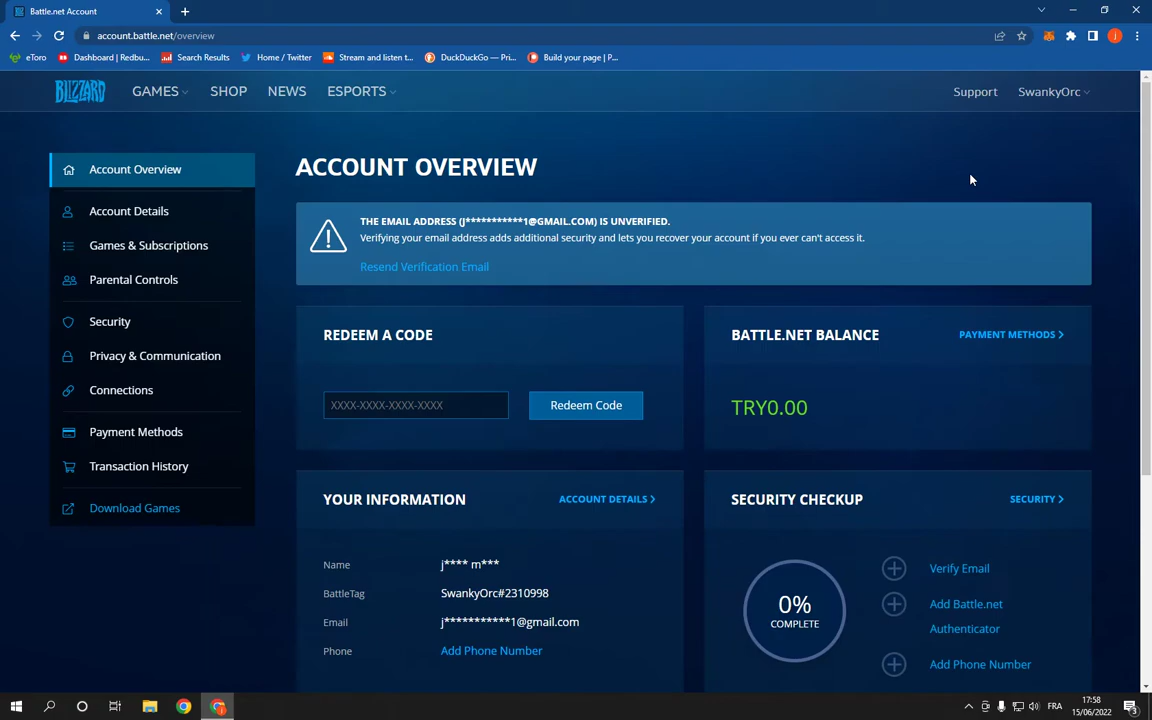 Battle.net Account
account.battle.net/overview
eToro
Dashboard | Redbu...
Search Results
Home / Twitter
Stream and listen t...
DuckDuckGo — Pri...
Build your page | P...
BLIZZARD
GAMES
SHOP
NEWS
ESPORTS
Support
SwankyOrc
Account Overview
Account Details
Games & Subscriptions
Parental Controls
Security
Privacy & Communication
Connections
Payment Methods
Transaction History
Download Games
ACCOUNT OVERVIEW
THE EMAIL ADDRESS (J***********1@GMAIL.COM) IS UNVERIFIED.
Verifying your email address adds additional security and lets you recover your account if you ever can't access it.
Resend Verification Email
REDEEM A CODE
XXXX-XXXX-XXXX-XXXX
Redeem Code
BATTLE.NET BALANCE
PAYMENT METHODS
TRY0.00
YOUR INFORMATION
ACCOUNT DETAILS
Name
j**** m***
BattleTag
SwankyOrc#2310998
Email
j***********1@gmail.com
Phone
Add Phone Number
SECURITY CHECKUP
SECURITY
0%
COMPLETE
Verify Email
Add Battle.net
Authenticator
Add Phone Number
FRA
17:58
15/06/2022
3